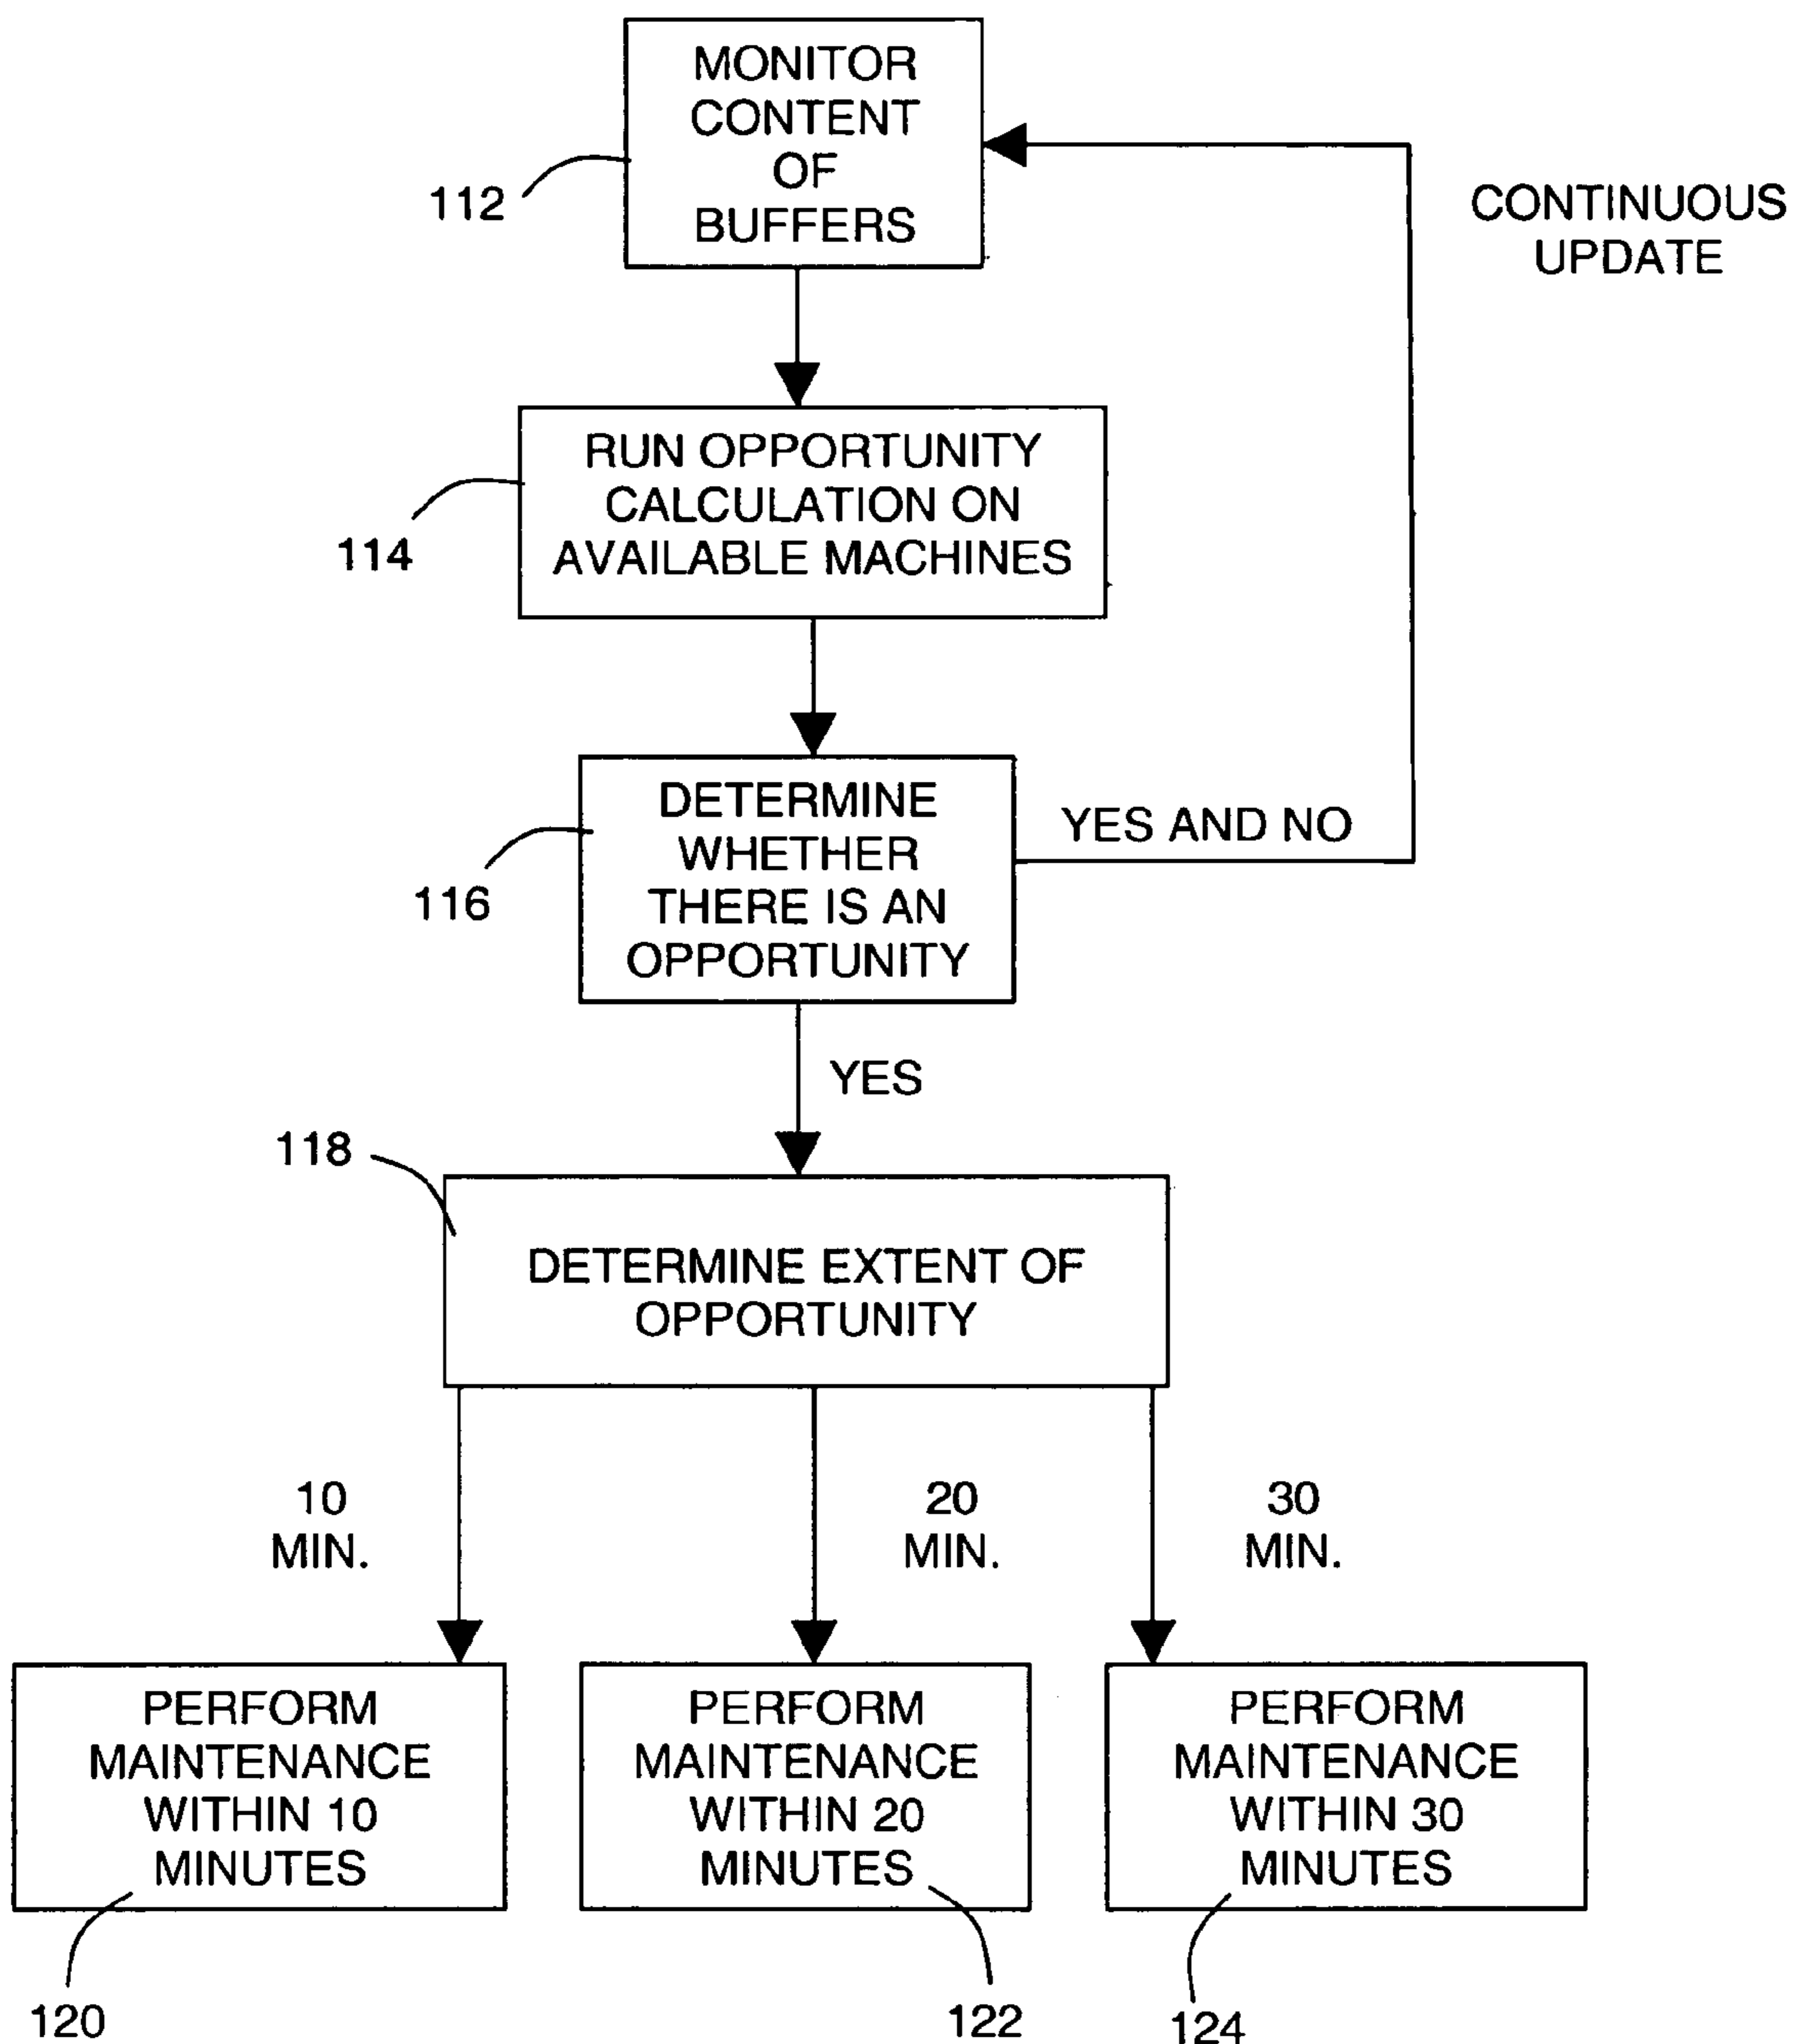 MONITOR
CONTENT
OF
BUFFERS
112
CONTINUOUS
UPDATE
RUN OPPORTUNITY
CALCULATION ON
AVAILABLE MACHINES
114
DETERMINE
WHETHER
THERE IS AN
OPPORTUNITY
YES AND NO
116
YES
118
DETERMINE EXTENT OF
OPPORTUNITY
10
MIN.
20
MIN.
30
MIN.
PERFORM
MAINTENANCE
WITHIN 10
MINUTES
PERFORM
MAINTENANCE
WITHIN 20
MINUTES
PERFORM
MAINTENANCE
WITHIN 30
MINUTES
120
122
124